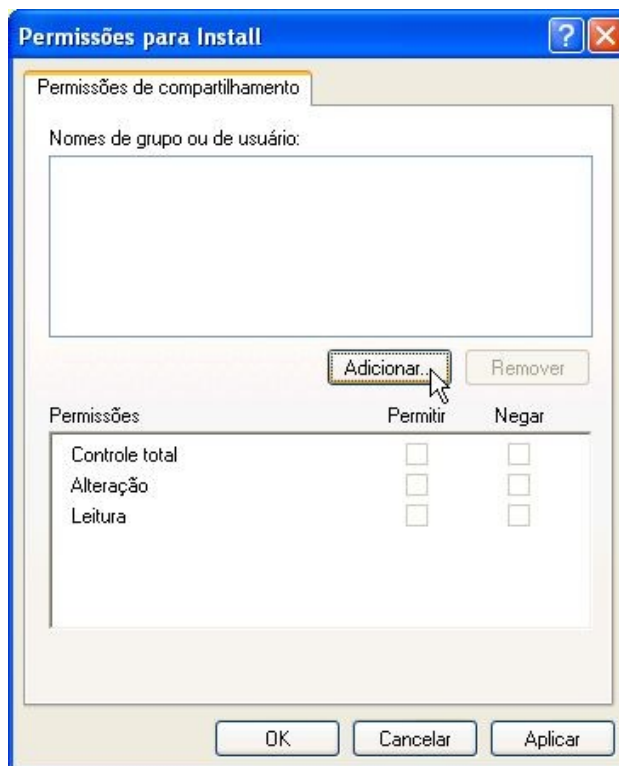 Permissões para Install
Permissões de compartilhamento
Nomes de grupo ou de usuário:
Adicionar... Remover
Permissões Permitir Negar
Controle total
Alteração
Leitura
OK Cancelar Aplicar